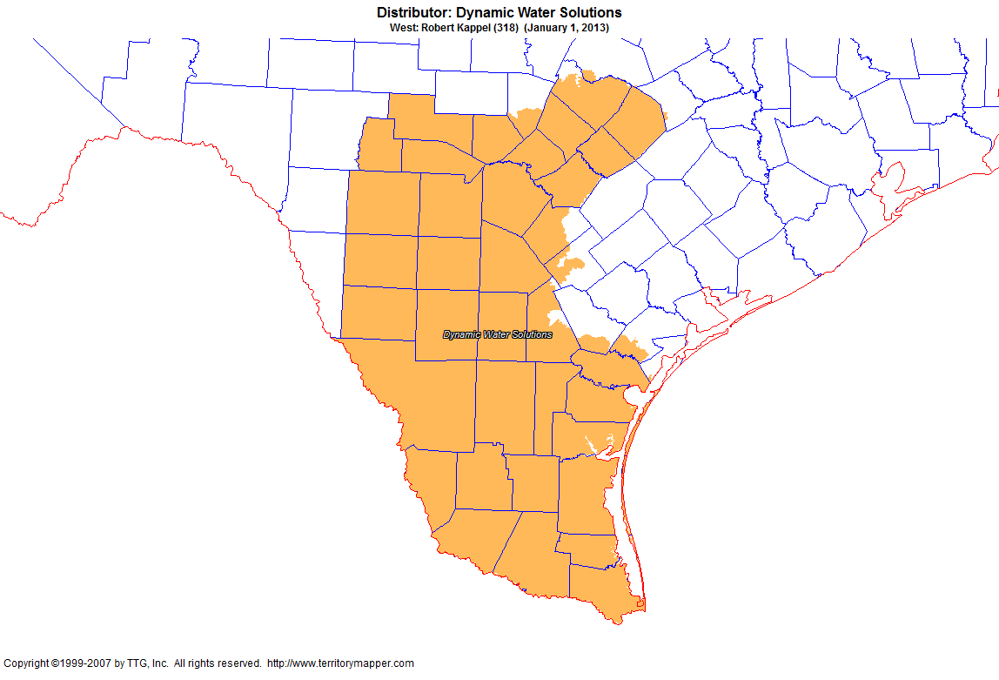 Distributor: Dynamic Water Solutions
West: Robert Kappel (318)  (January 1, 2013)
Dynamic Water Solutions
Copyright ©1999-2007 by TTG, Inc.  All rights reserved.  http://www.territorymapper.com